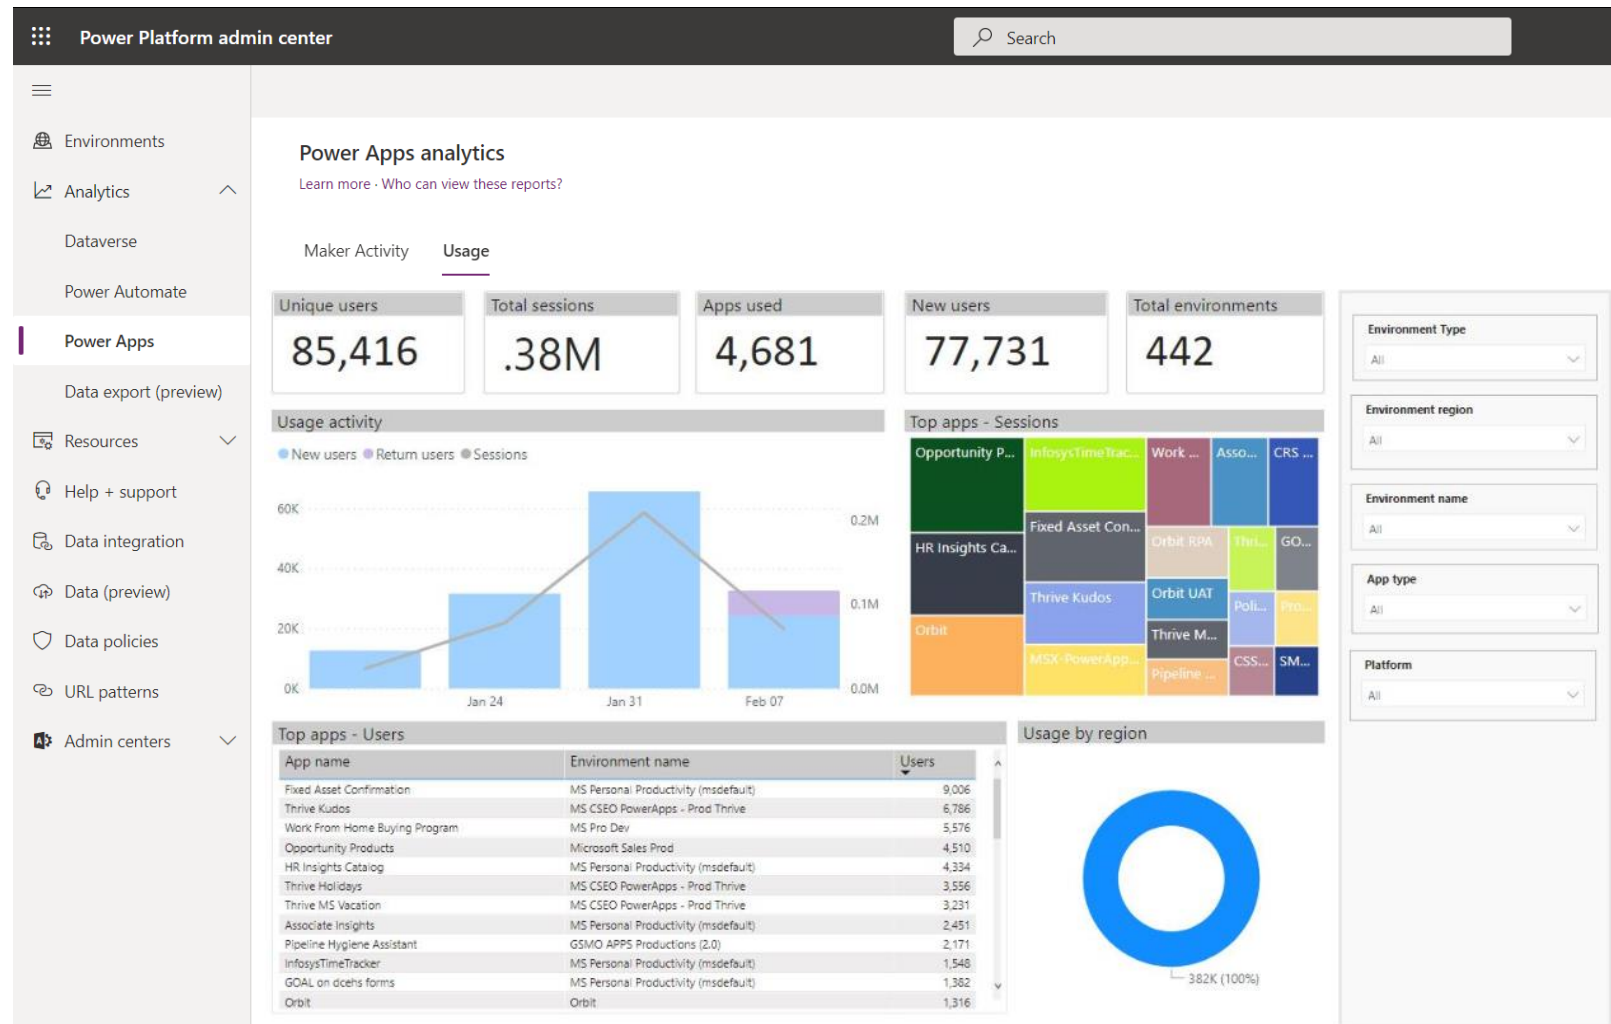 Power Platform admin center
Search
Environments
Analytics
Dataverse
Power Automate
Power Apps
Data export (preview)
Resources
Help + support
Data integration
Data (preview)
Data policies
URL patterns
Admin centers
Power Apps analytics
Learn more · Who can view these reports?
Maker Activity Usage
Unique users
85,416
Total sessions
.38M
Apps used
4,681
New users
77,731
Total environments
442
Usage activity
New users Return users Sessions
60K
40K
20K
0K
0.2M
0.1M
0.0M
Jan 24 Jan 31 Feb 07
Top apps - Sessions
Opportunity P...
HR Insights Ca...
Orbit
InfosysTimeTrac...
Fixed Asset Con...
Thrive Kudos
MSX-PowerApp...
Work ...
Asso...
CRS ...
Orbit RPA
Thri...
GO...
Orbit UAT
Poli...
Pro...
Thrive M...
Pipeline ...
CSS...
SM...
Top apps - Users
App name Environment name Users
Fixed Asset Confirmation MS Personal Productivity (msdefault) 9,006
Thrive Kudos MS CSEO PowerApps - Prod Thrive 6,786
Work From Home Buying Program MS Pro Dev 5,576
Opportunity Products Microsoft Sales Prod 4,510
HR Insights Catalog MS Personal Productivity (msdefault) 4,334
Thrive Holidays MS CSEO PowerApps - Prod Thrive 3,556
Thrive MS Vacation MS CSEO PowerApps - Prod Thrive 3,231
Associate Insights MS Personal Productivity (msdefault) 2,451
Pipeline Hygiene Assistant GSMO APPS Productions (2.0) 2,171
InfosysTimeTracker MS Personal Productivity (msdefault) 1,548
GOAL on dcehs forms MS Personal Productivity (msdefault) 1,382
Orbit Orbit 1,316
Usage by region
382K (100%)
Environment Type
All
Environment region
All
Environment name
All
App type
All
Platform
All